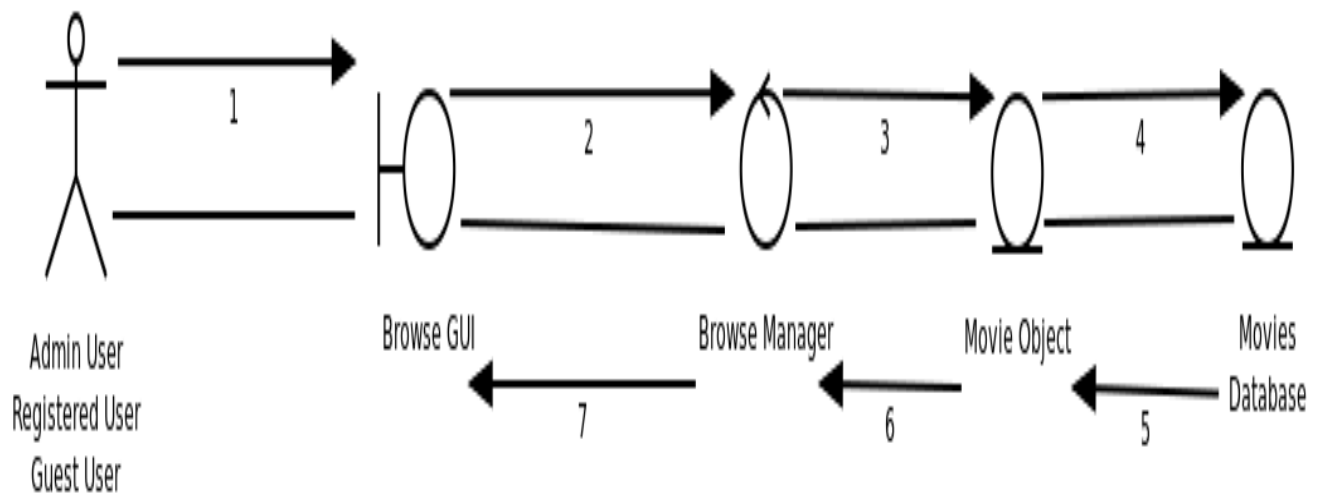 1
2
3
4
Browse GUI
Browse Manager
Movie Object
Movies
Database
Admin User
Registered User
Guest User
7
6
5